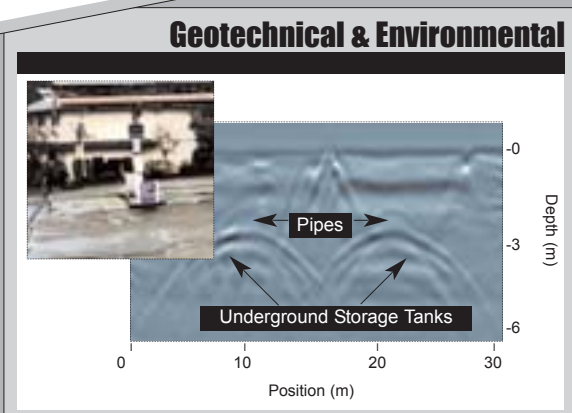 Geotechnical & Environmental
-0
Pipes
-3
Depth (m)
Underground Storage Tanks
-6
0 10 20 30
Position (m)